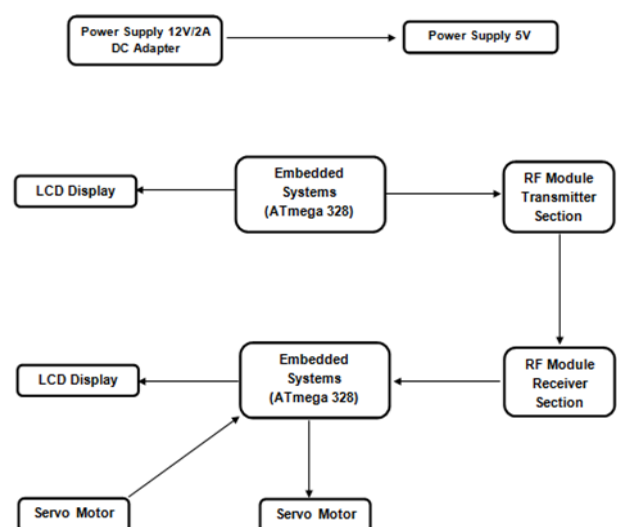 Power Supply 12V/2A
DC Adapter
Power Supply 5V
LCD Display
Embedded
Systems
(ATmega 328)
RF Module
Transmitter
Section
LCD Display
Embedded
Systems
(ATmega 328)
RF Module
Receiver
Section
Servo Motor
Servo Motor